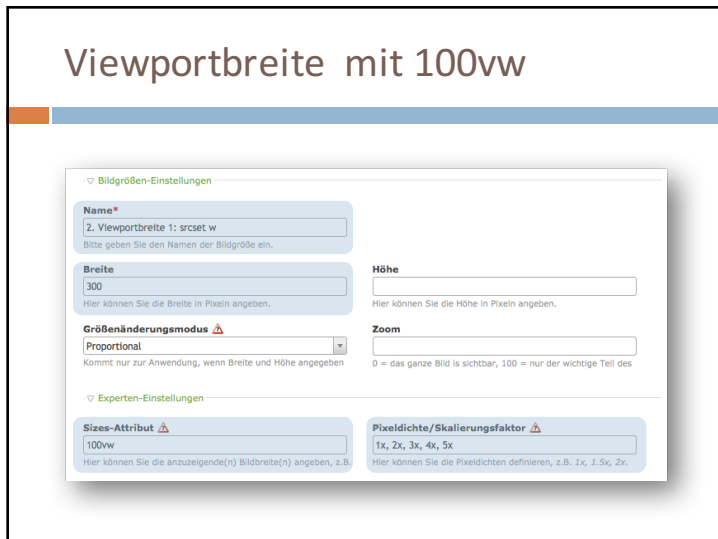 Viewportbreite mit 100vw
Bildgrößen-Einstellungen
Name*
2. Viewportbreite 1: srcset w
Bitte geben Sie den Namen der Bildgröße ein.
Breite
300
Hier können Sie die Breite in Pixeln angeben.
Höhe
Hier können Sie die Höhe in Pixeln angeben.
Größenänderungsmodus
Proportional
Kommt nur zur Anwendung, wenn Breite und Höhe angegeben
Zoom
0 = das ganze Bild is sichtbar, 100 = nur der wichtige Teil des
Experten-Einstellungen
Sizes-Attribut
100vw
Hier können Sie die anzuzeigende(n) Bildbreite(n) angeben, z.B.
Pixeldichte/Skalierungsfaktor
1x, 2x, 3x, 4x, 5x
Hier können Sie die Pixeldichten definieren, z.B. 1x, 1.5x, 2x.